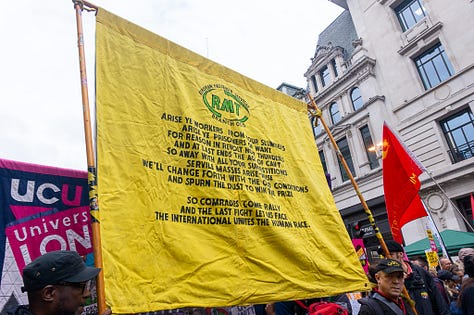 RMT
ARISE YE WORKERS FROM YOUR SLUMBERS
ARISE YE PRISONERS OF WANT
FOR REASON IN REVOLT NOW
AND AT LAST ENDS THE AGE OF CANT
SO AWAY WITH ALL YOUR SUPERSTITIONS
SERVILE MASSES ARISE ARISE
WE'LL CHANGE FORTH WITH THE OLD CONDITIONS
AND SPURN THE DUST TO WIN THE PRIZE
SO COMRADES COME RALLY
AND THE LAST FIGHT LET US FACE
THE INTERNATIONAL UNITES THE HUMAN RACE.
UCU
Univers
LON